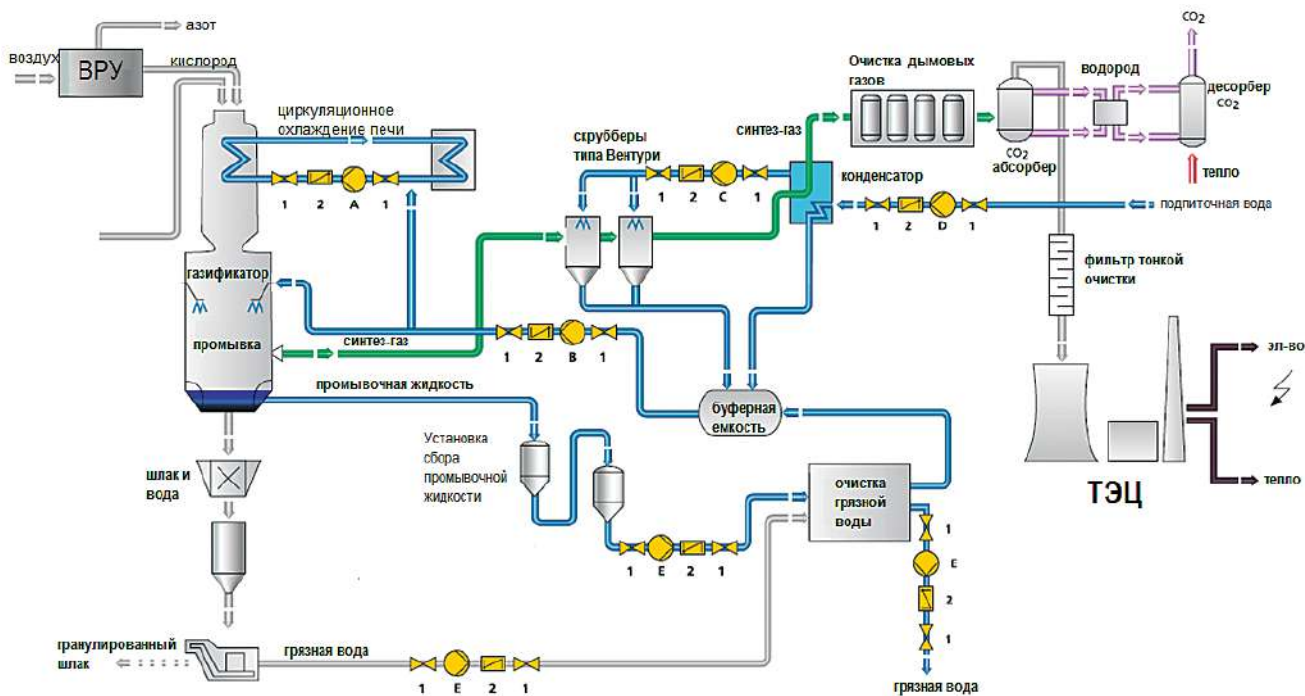 азот
воздух
ВРУ
кислород
циркуляционное
охлаждение печи
1 2 A 1
газификатор
промывка
синтез-газ
1 2 B 1
промывочная жидкость
шлак и
вода
Установка
сбора
промывочной
жидкости
1 E 2 1
гранулированный
шлак
грязная вода
1 E 2 1
скрубберы
типа Вентури
1 2 C 1
синтез-газ
конденсатор
1 2 D 1
подпиточная вода
буферная
емкость
очистка
грязной
воды
1
E
2
1
грязная вода
Очистка дымовых
газов
CO2
абсорбер
водород
CO2
десорбер
CO2
тепло
фильтр тонкой
очистки
ТЭЦ
эл-во
тепло